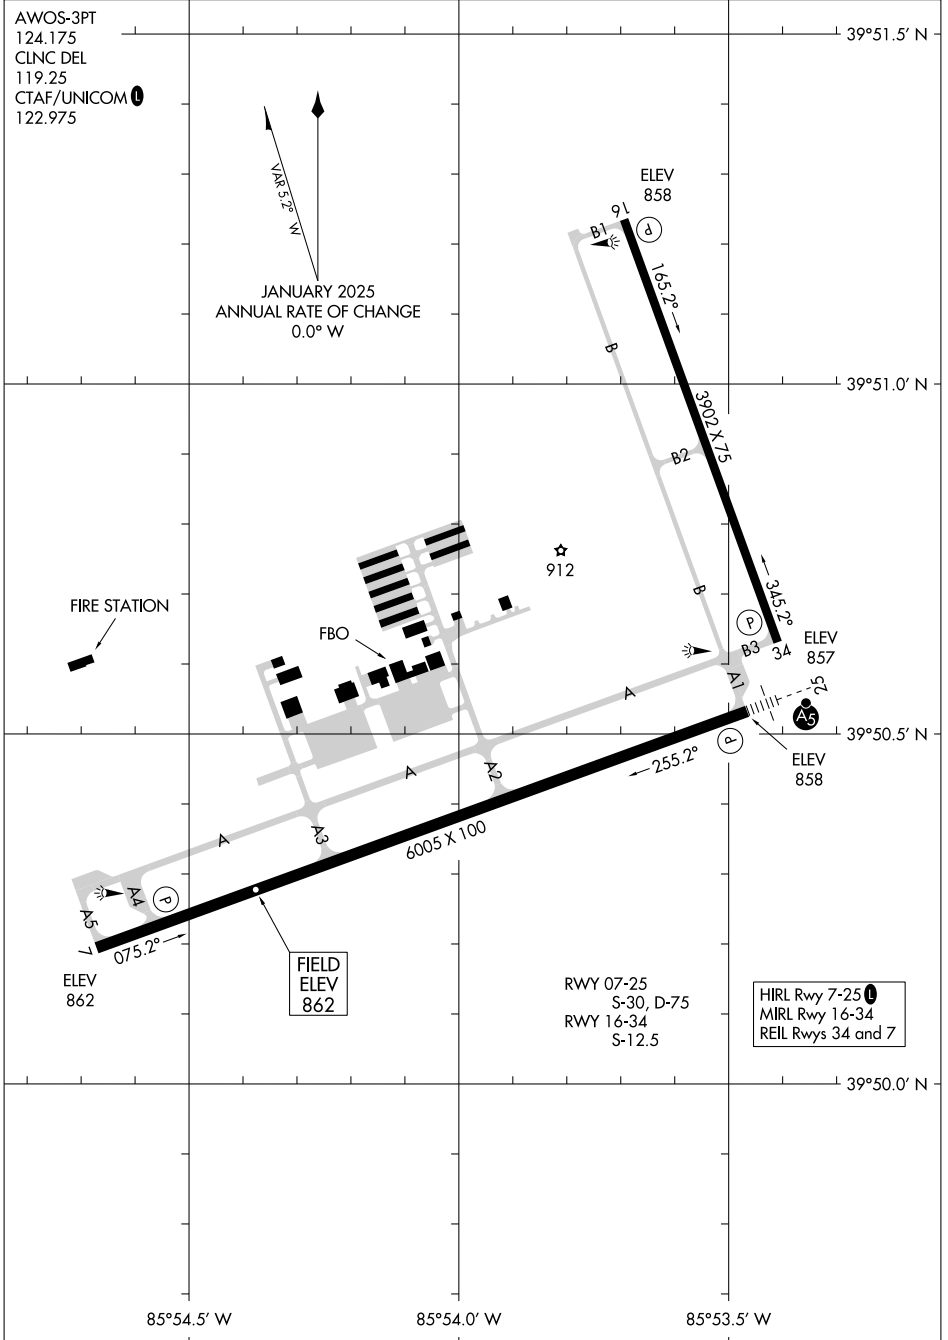 AWOS-3PT
124.175
CLNC DEL
119.25
CTAF/UNICOM L
122.975
39°51.5' N
VAR 5.2° W
JANUARY 2025
ANNUAL RATE OF CHANGE
0.0° W
ELEV
858
16
P
B1
165.2°
B
39°51.0' N
3902 X 75
B2
912
B
345.2°
FIRE STATION
FBO
P
B3
34
ELEV
857
A1
25
A
A5
P
39°50.5' N
255.2°
ELEV
858
A
A2
A
A3
6005 X 100
A4
P
A5
7
075.2°
ELEV
862
FIELD
ELEV
862
RWY 07-25
S-30, D-75
RWY 16-34
S-12.5
HIRL Rwy 7-25 L
MIRL Rwy 16-34
REIL Rwys 34 and 7
39°50.0' N
85°54.5' W
85°54.0' W
85°53.5' W